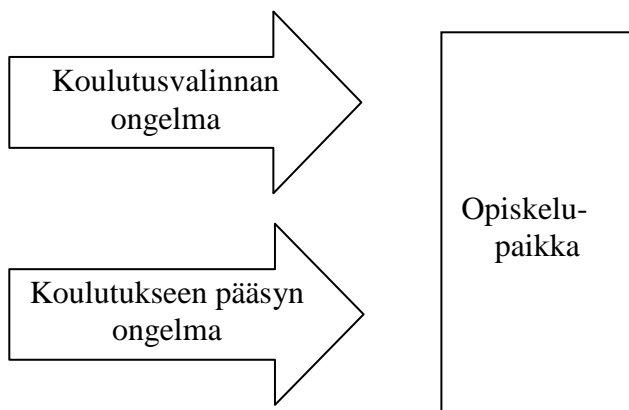 Koulutusvalinnan
ongelma
Opiskelu-
paikka
Koulutukseen pääsyn
ongelma